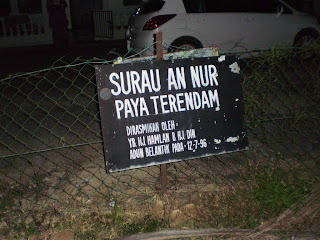 SURAU AN NUR
PAYA TERENDAM
DIRASMIKAN OLEH -
YB. HJ. HAMLAN B HJ. DIN.
ADUN BELANTIK PADA - 12-7-96